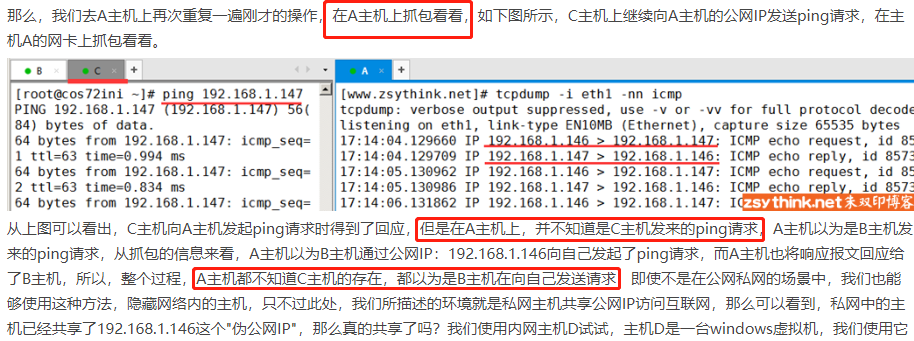 那么，我们去A主机上再次重复一遍刚才的操作，在A主机上抓包看看，如下图所示，C主机上继续向A主机的公网IP发送ping请求，在主
机A的网卡上抓包看看。
B × C × +
A × +
[root@cos72ini ~]# ping 192.168.1.147
PING 192.168.1.147 (192.168.1.147) 56(
84) bytes of data.
64 bytes from 192.168.1.147: icmp_seq=
1 ttl=63 time=0.994 ms
64 bytes from 192.168.1.147: icmp_seq=
2 ttl=63 time=0.834 ms
64 bytes from 192.168.1.147: icmp_seq=
[www.zsythink.net]# tcpdump -i eth1 -nn icmp
tcpdump: verbose output suppressed, use -v or -vv for full protocol decode
listening on eth1, link-type EN10MB (Ethernet), capture size 65535 bytes
17:14:04.129660 IP 192.168.1.146 > 192.168.1.147: ICMP echo request, id 857
17:14:04.129709 IP 192.168.1.147 > 192.168.1.146: ICMP echo reply, id 8573
17:14:05.130962 IP 192.168.1.146 > 192.168.1.147: ICMP echo request, id 857
17:14:05.130986 IP 192.168.1.147 > 192.168.1.146: ICMP echo reply, id 8573
17:14:06.131862 IP 192.168.1.146 > 192.168.1.147: ICMP
zsythink.net朱双印博客
从上图可以看出，C主机向A主机发起ping请求时得到了回应，但是在A主机上，并不知道是C主机发来的ping请求，A主机以为是B主机发
来的ping请求，从抓包的信息来看，A主机以为B主机通过公网IP：192.168.1.146向自己发起了ping请求，而A主机也将响应报文回应给
了B主机，所以，整个过程，A主机都不知道C主机的存在，都以为是B主机在向自己发送请求 即使不是在公网私网的场景中，我们也能
够使用这种方法，隐藏网络内的主机，只不过此处，我们所描述的环境就是私网主机共享公网IP访问互联网，那么可以看到，私网中的主
机已经共享了192.168.1.146这个"伪公网IP"，那么真的共享了吗？我们使用内网主机D试试，主机D是一台windows虚拟机，我们使用它